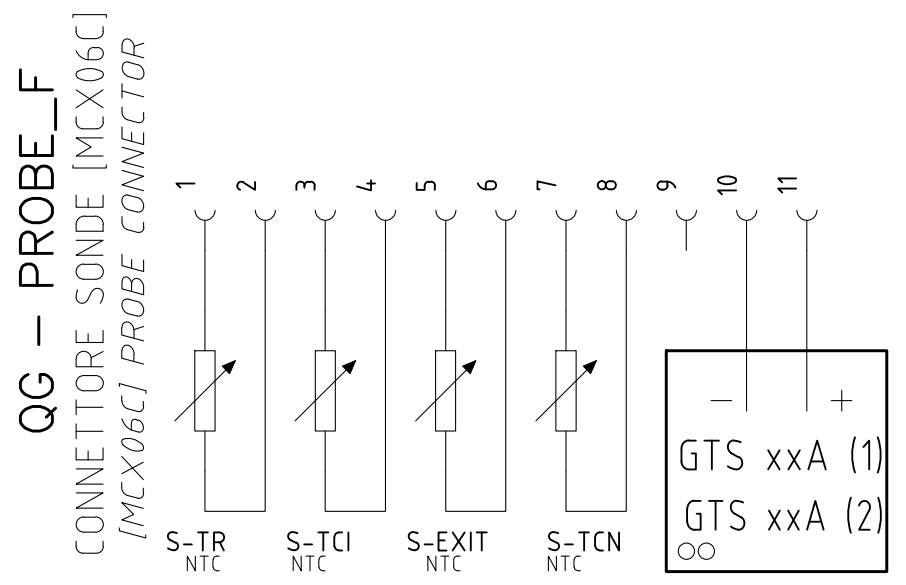 QG – PROBE_F
CONNETTORE SONDE [MCX06C]
[MCX06C] PROBE CONNECTOR
1 2 3 4 5 6 7 8 9 10 11
– +
GTS xxA (1)
GTS xxA (2)
S-TR S-TCI S-EXIT S-TCN
NTC NTC NTC NTC